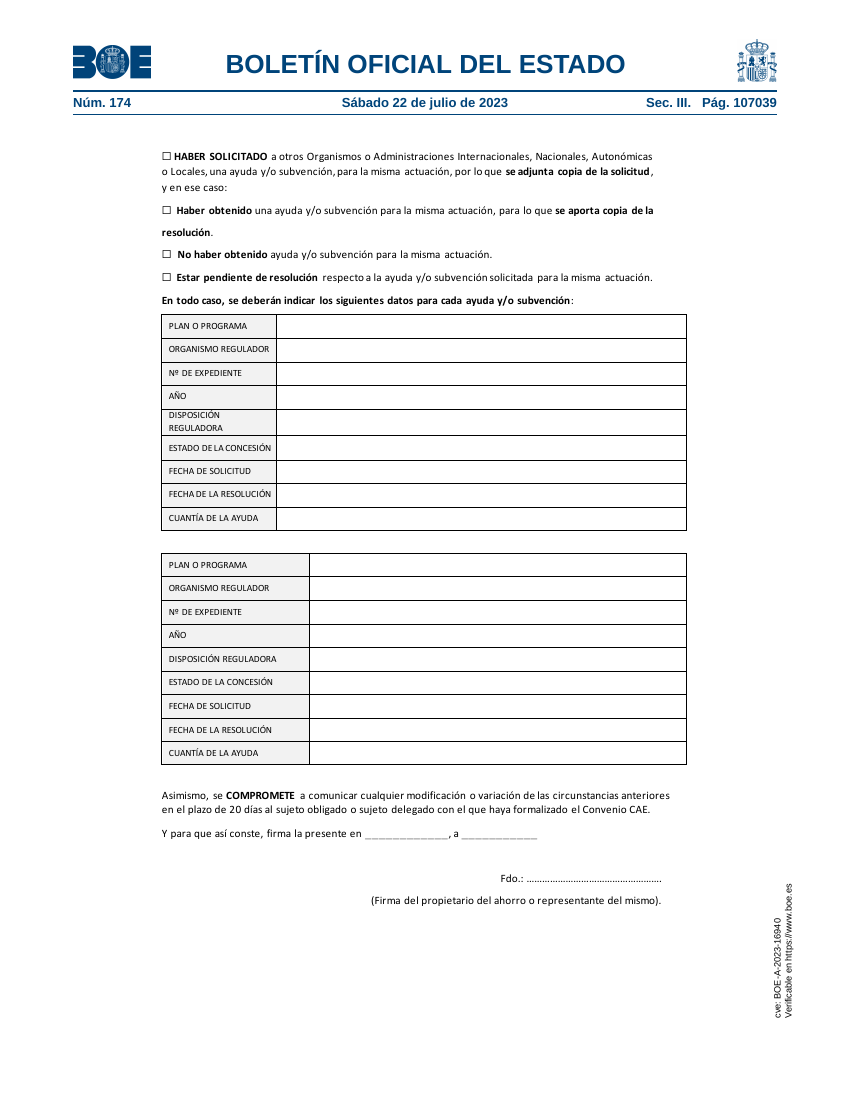 BOE
BOLETÍN OFICIAL DEL ESTADO
Núm. 174
Sábado 22 de julio de 2023
Sec. III. Pág. 107039
☐ HABER SOLICITADO a otros Organismos o Administraciones Internacionales, Nacionales, Autonómicas
o Locales, una ayuda y/o subvención, para la misma actuación, por lo que se adjunta copia de la solicitud,
y en ese caso:
☐ Haber obtenido una ayuda y/o subvención para la misma actuación, para lo que se aporta copia de la
resolución.
☐ No haber obtenido ayuda y/o subvención para la misma actuación.
☐ Estar pendiente de resolución respecto a la ayuda y/o subvención solicitada para la misma actuación.
En todo caso, se deberán indicar los siguientes datos para cada ayuda y/o subvención:
PLAN O PROGRAMA
ORGANISMO REGULADOR
Nº DE EXPEDIENTE
AÑO
DISPOSICIÓN
REGULADORA
ESTADO DE LA CONCESIÓN
FECHA DE SOLICITUD
FECHA DE LA RESOLUCIÓN
CUANTÍA DE LA AYUDA
PLAN O PROGRAMA
ORGANISMO REGULADOR
Nº DE EXPEDIENTE
AÑO
DISPOSICIÓN REGULADORA
ESTADO DE LA CONCESIÓN
FECHA DE SOLICITUD
FECHA DE LA RESOLUCIÓN
CUANTÍA DE LA AYUDA
Asimismo, se COMPROMETE a comunicar cualquier modificación o variación de las circunstancias anteriores
en el plazo de 20 días al sujeto obligado o sujeto delegado con el que haya formalizado el Convenio CAE.
Y para que así conste, firma la presente en ____________, a ___________
Fdo.: …………………………………………….
(Firma del propietario del ahorro o representante del mismo).
cve: BOE-A-2023-16940
Verificable en https://www.boe.es